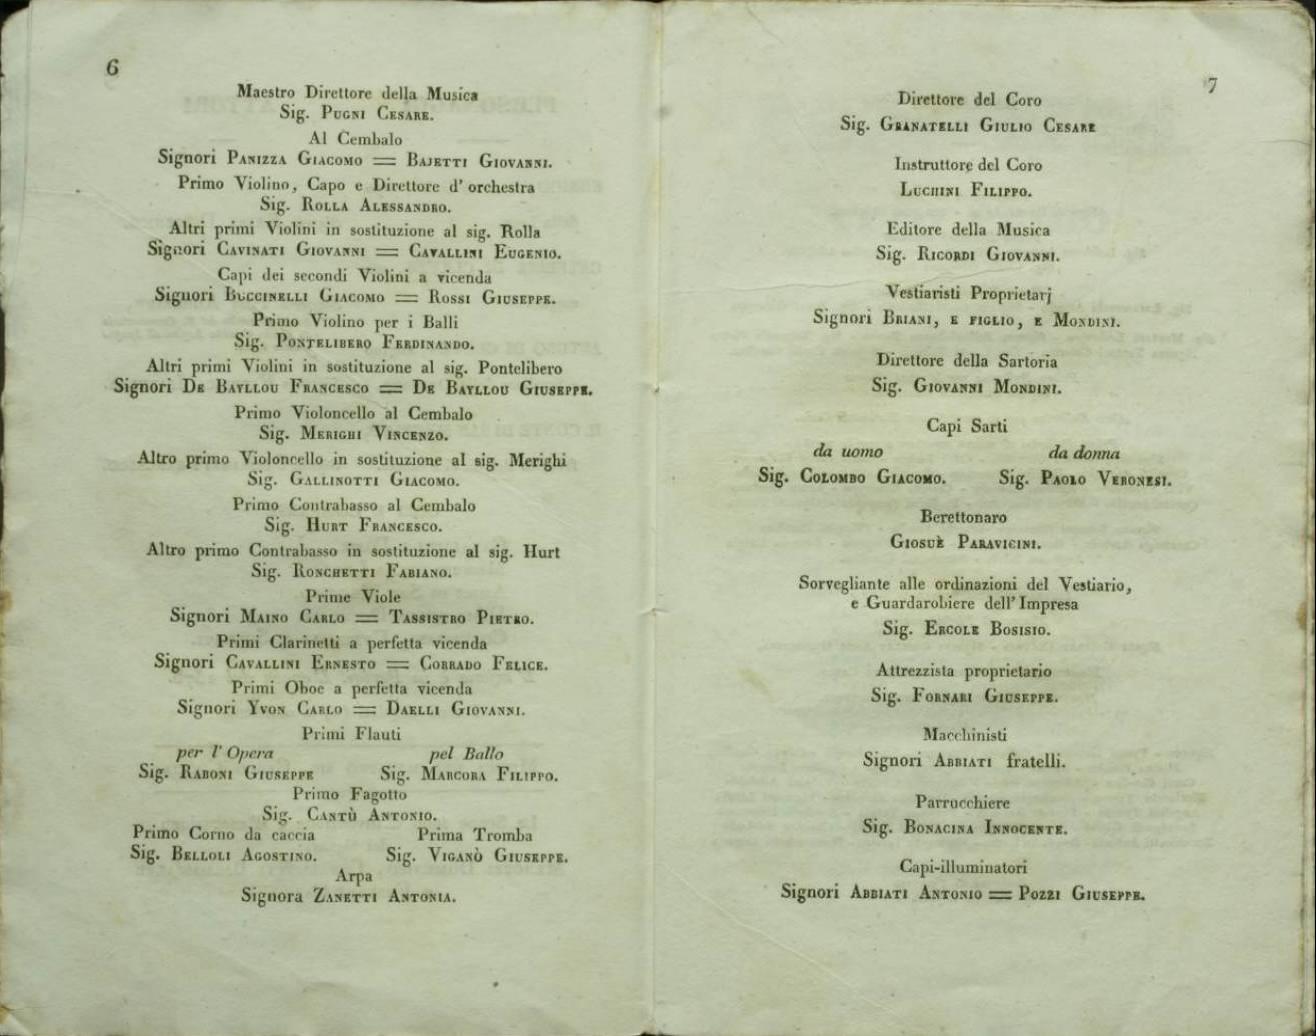 6
Maestro Direttore della Musica
Sig. PUGNI CESARE.
Al Cembalo
Signori PANIZZA GIACOMO = BAJETTI GIOVANNI.
Primo Violino, Capo e Direttore d' orchestra
Sig. ROLLA ALESSANDRO.
Altri primi Violini in sostituzione al sig. Rolla
Signori CAVINATI GIOVANNI = CAVALLINI EUGENIO.
Capi dei secondi Violini a vicenda
Signori BUCCINELLI GIACOMO = ROSSI GIUSEPPE.
Primo Violino per i Balli
Sig. PONTELIBERO FERDINANDO.
Altri primi Violini in sostituzione al sig. Pontelibero
Signori DE BAYLLOU FRANCESCO = DE BAYLLOU GIUSEPPE.
Primo Violoncello al Cembalo
Sig. MERIGHI VINCENZO.
Altro primo Violoncello in sostituzione al sig. Merighi
Sig. GALLINOTTI GIACOMO.
Primo Contrabasso al Cembalo
Sig. HURT FRANCESCO.
Altro primo Contrabasso in sostituzione al sig. Hurt
Sig. RONCHETTI FABIANO.
Prime Viole
Signori MAINO CARLO = TASSISTRO PIETRO.
Primi Clarinetti a perfetta vicenda
Signori CAVALLINI ERNESTO = CORRADO FELICE.
Primi Oboe a perfetta vicenda
Signori YVON CARLO = DAELLI GIOVANNI.
Primi Flauti
per l' Opera pel Ballo
Sig. RABONI GIUSEPPE Sig. MARCORA FILIPPO.
Primo Fagotto
Sig. CANTÙ ANTONIO.
Primo Corno da caccia Prima Tromba
Sig. BELLOLI AGOSTINO. Sig. VIGANÒ GIUSEPPE.
Arpa
Signora ZANETTI ANTONIA.
7
Direttore del Coro
Sig. GRANATELLI GIULIO CESARE
Instruttore del Coro
LUCHINI FILIPPO.
Editore della Musica
Sig. RICORDI GIOVANNI.
Vestiaristi Proprietarj
Signori BRIANI, E FIGLIO, E MONDINI.
Direttore della Sartoria
Sig. GIOVANNI MONDINI.
Capi Sarti
da uomo da donna
Sig. COLOMBO GIACOMO. Sig. PAOLO VERONESI.
Berettonaro
GIOSUÈ PARAVICINI.
Sorvegliante alle ordinazioni del Vestiario,
e Guardarobiere dell' Impresa
Sig. ERCOLE BOSISIO.
Attrezzista proprietario
Sig. FORNARI GIUSEPPE.
Macchinisti
Signori ABBIATI fratelli.
Parrucchiere
Sig. BONACINA INNOCENTE.
Capi-illuminatori
Signori ABBIATI ANTONIO = POZZI GIUSEPPE.